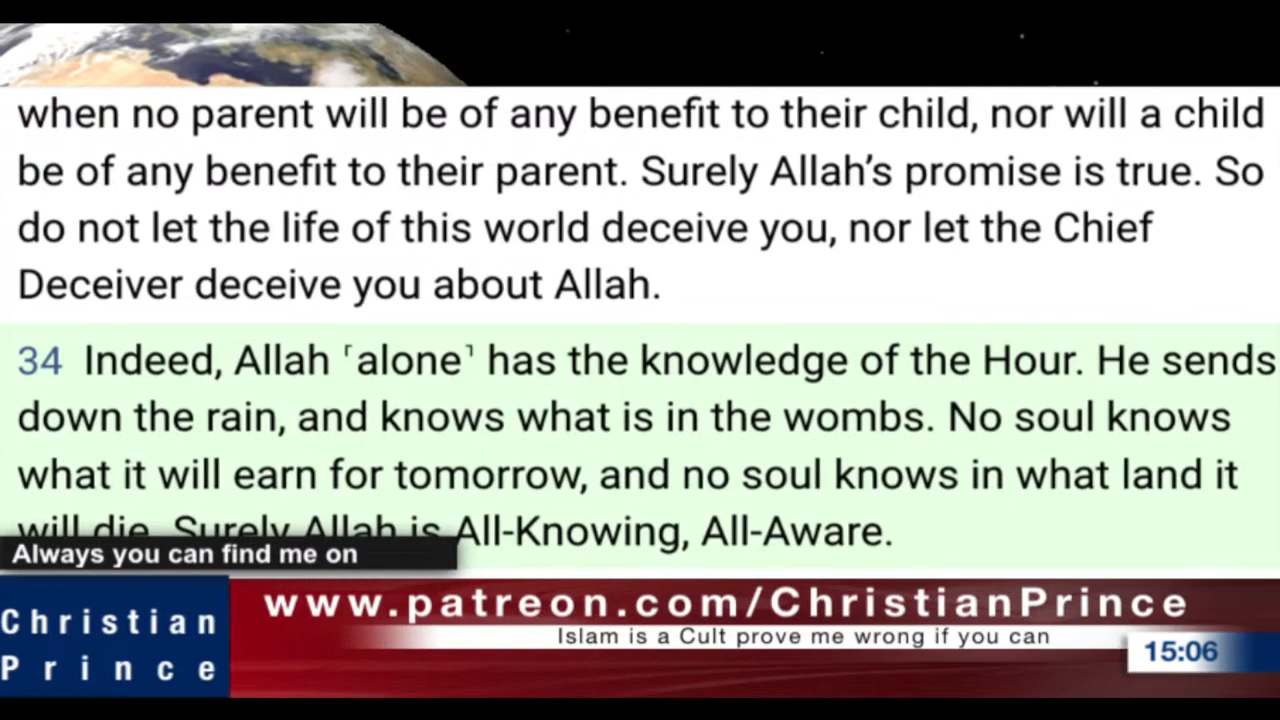 when no parent will be of any benefit to their child, nor will a child
be of any benefit to their parent. Surely Allah’s promise is true. So
do not let the life of this world deceive you, nor let the Chief
Deceiver deceive you about Allah.
34 Indeed, Allah ˹alone˺ has the knowledge of the Hour. He sends
down the rain, and knows what is in the wombs. No soul knows
what it will earn for tomorrow, and no soul knows in what land it
will die. Surely Allah is All-Knowing, All-Aware.
Always you can find me on
Christian
Prince
www.patreon.com/ChristianPrince
Islam is a Cult prove me wrong if you can
15:06